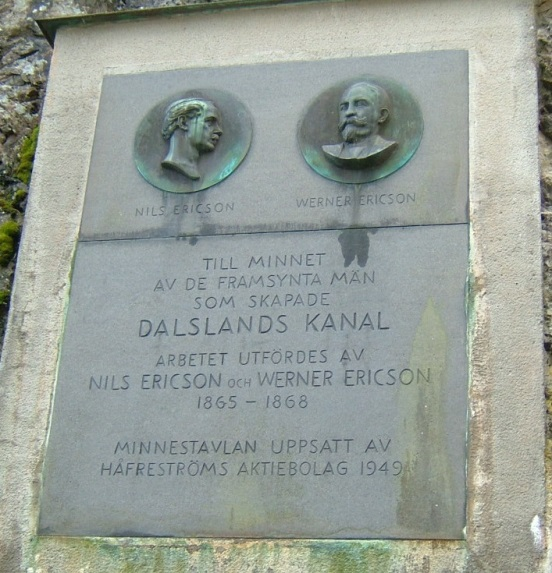 NILS ERICSON
WERNER ERICSON
TILL MINNET
AV DE FRAMSYNTA MÄN
SOM SKAPADE
DALSLANDS KANAL
ARBETET UTFÖRDES AV
NILS ERICSON OCH WERNER ERICSON
1865 – 1868
MINNESTAVLAN UPPSATT AV
HÅFRESTRÖMS AKTIEBOLAG 1949